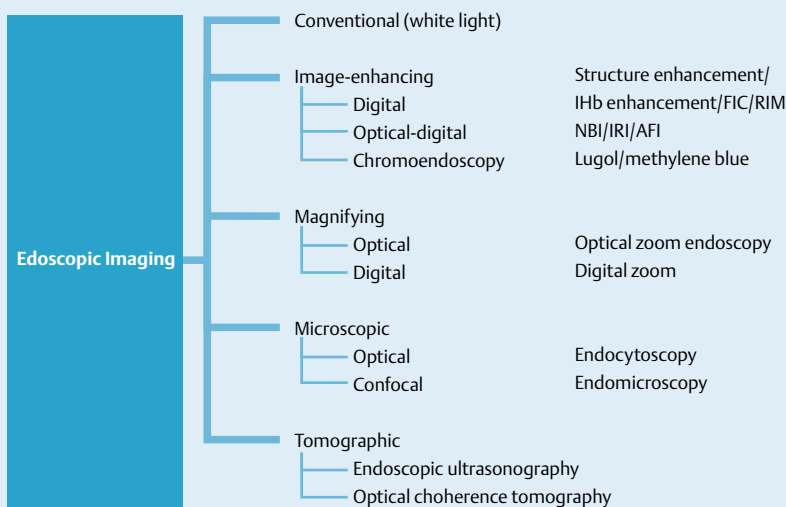 Edoscopic Imaging
Conventional (white light)
Image-enhancing Structure enhancement/
Digital IHb enhancement/FIC/RIM
Optical-digital NBI/IRI/AFI
Chromoendoscopy Lugol/methylene blue
Magnifying
Optical Optical zoom endoscopy
Digital Digital zoom
Microscopic
Optical Endocytoscopy
Confocal Endomicroscopy
Tomographic
Endoscopic ultrasonography
Optical choherence tomography